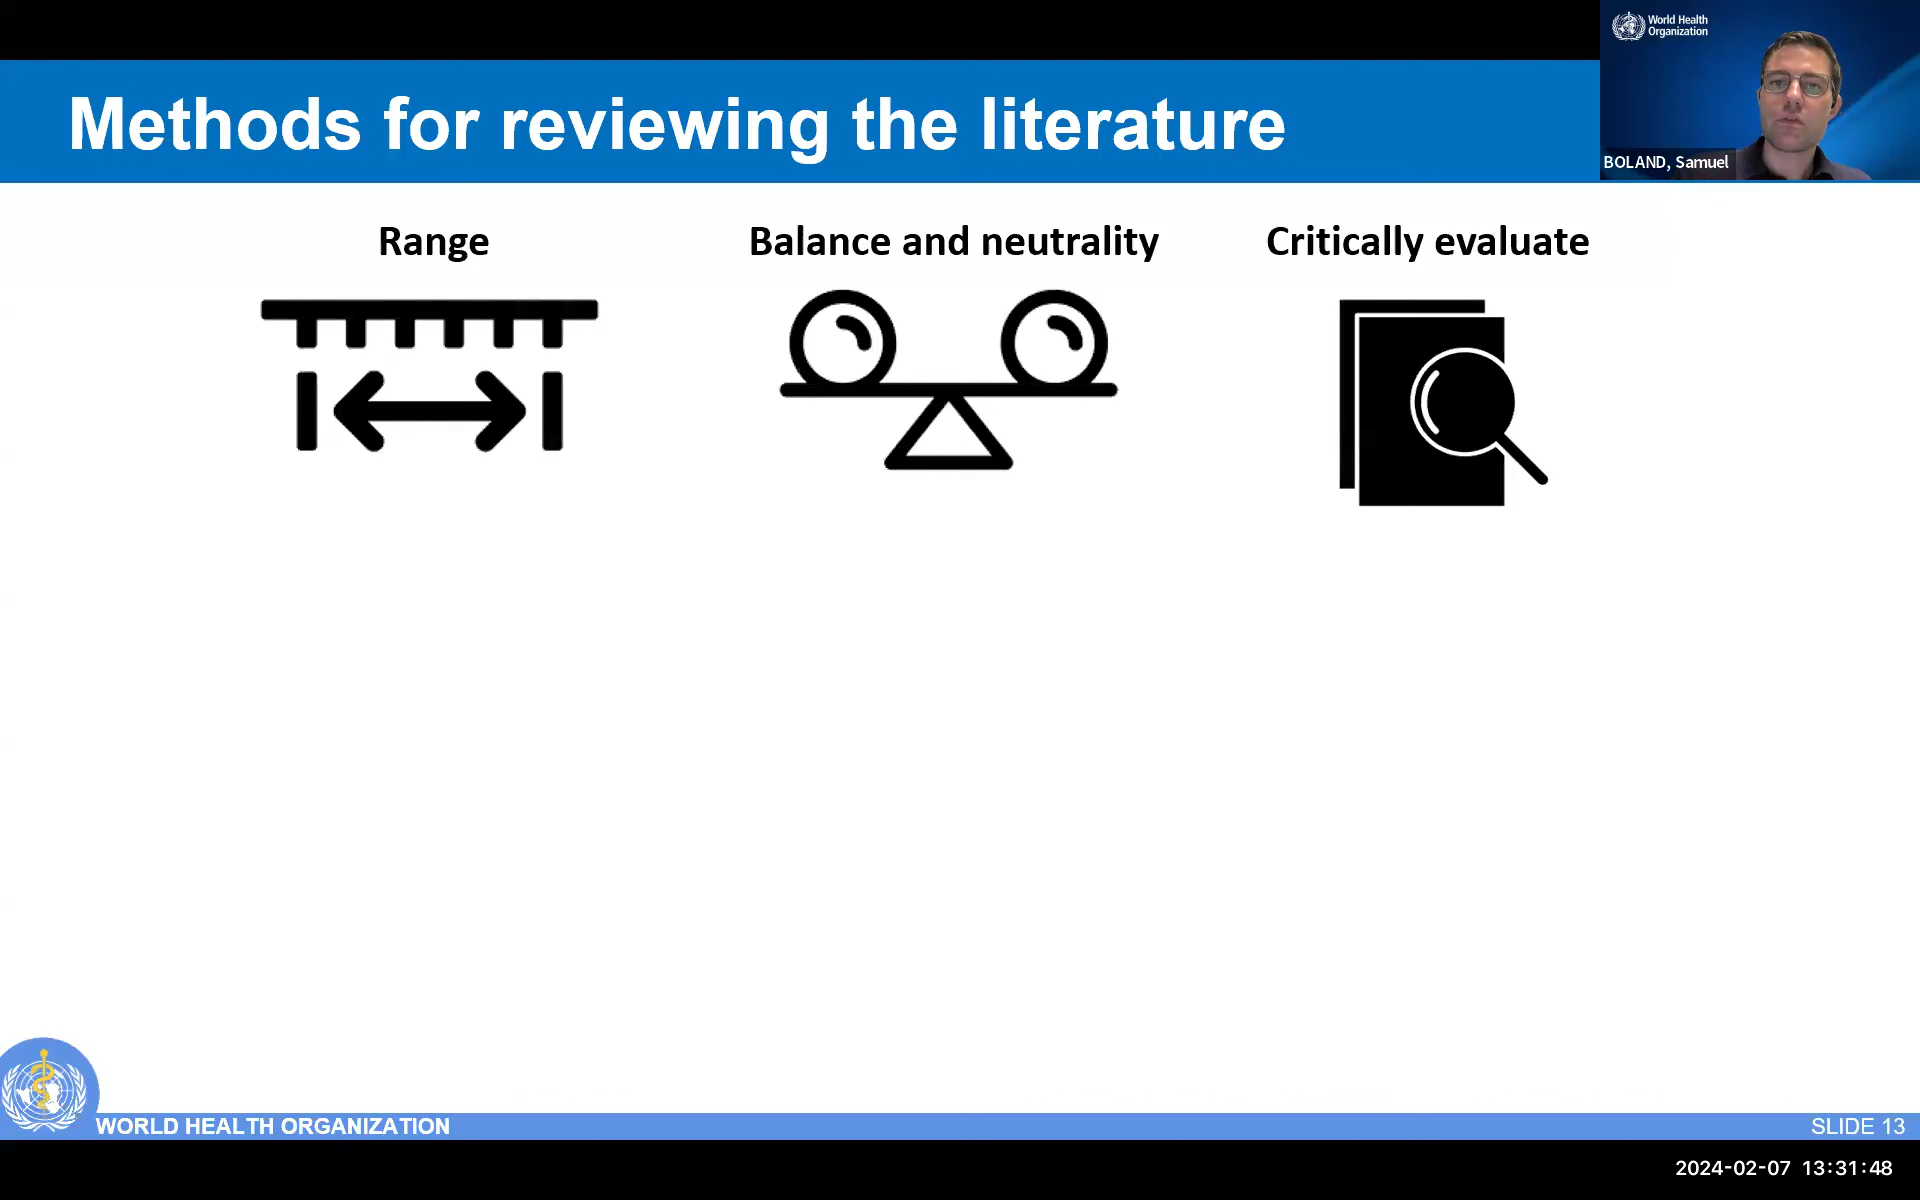 World Health
Organization
Methods for reviewing the literature
BOLAND, Samuel
Range
Balance and neutrality
Critically evaluate
WORLD HEALTH ORGANIZATION
SLIDE 13
2024-02-07 13:31:48